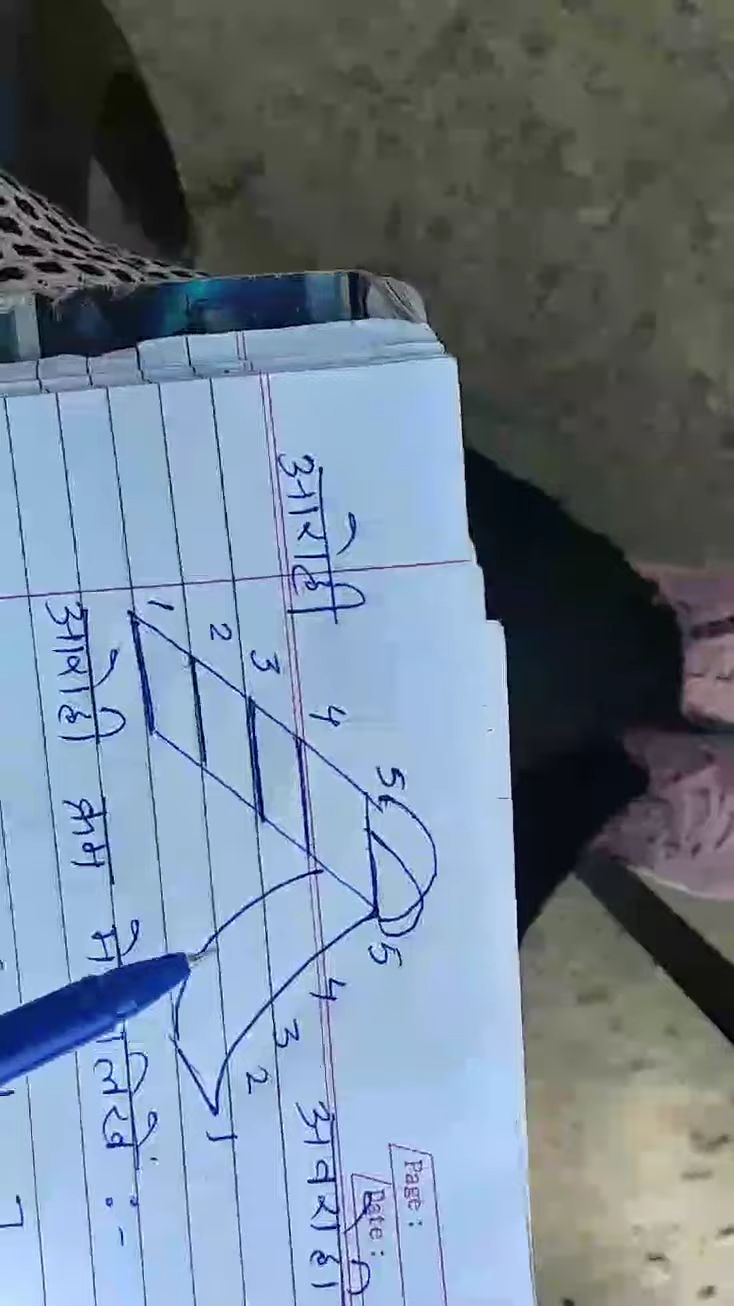 Page :
Date :
आरोही 5 5 अवरोही
4 4
3 3
2 2
1 1
आरोही क्रम में लिखें :-